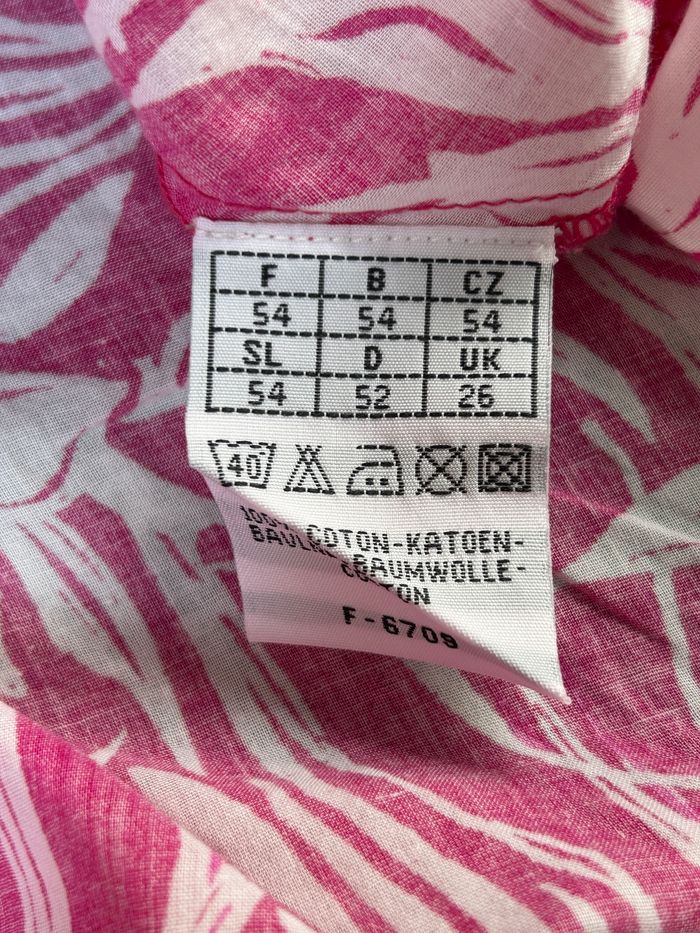 F B CZ
54 54 54
SL D UK
54 52 26
40
COTON-KATOEN-
BAUMWOLLE-
F-6709